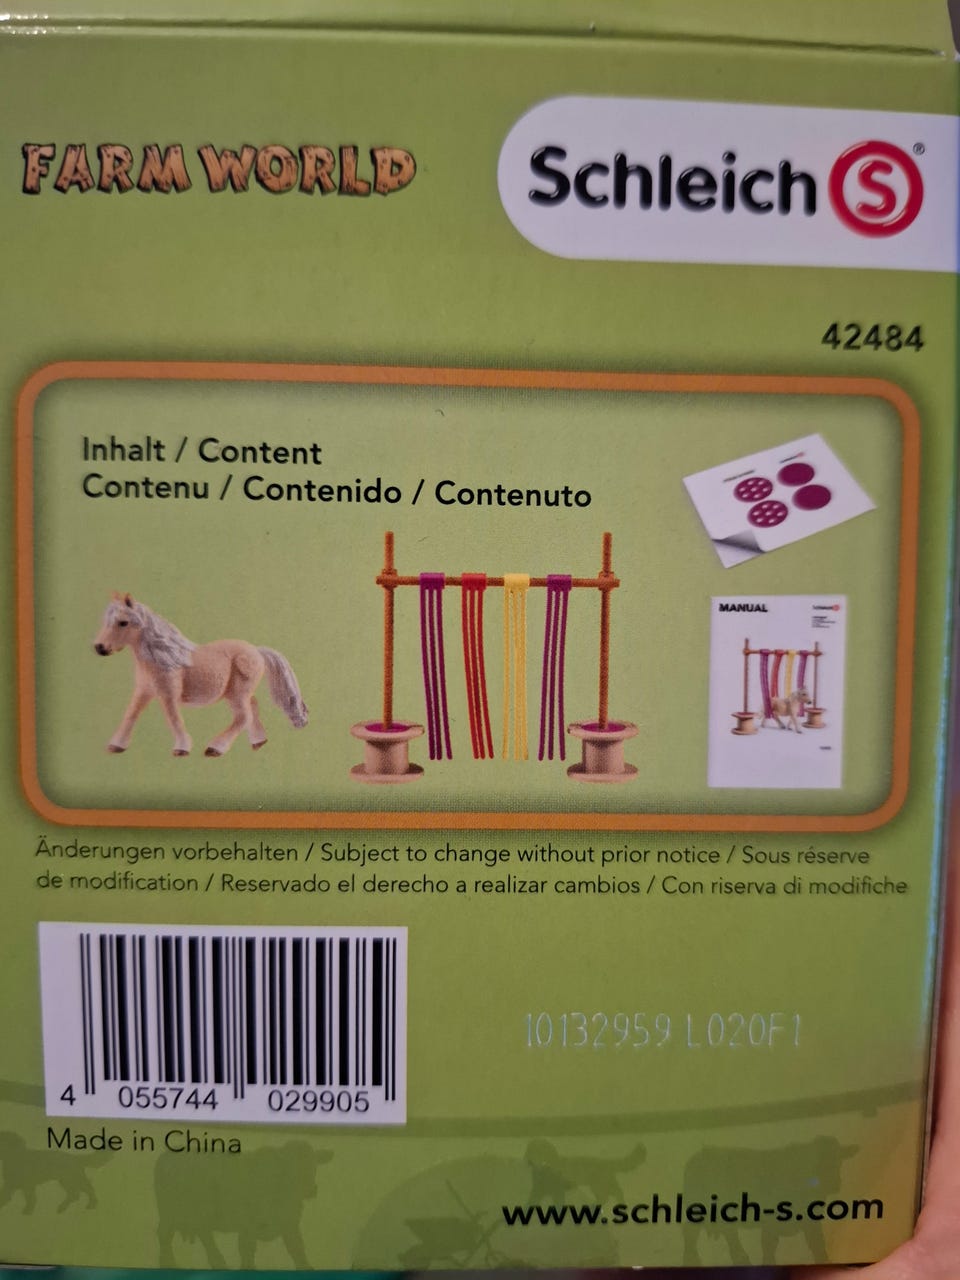 FARM WORLD
Schleich S®
42484
Inhalt / Content
Contenu / Contenido / Contenuto
MANUAL
Änderungen vorbehalten / Subject to change without prior notice / Sous réserve
de modification / Reservado el derecho a realizar cambios / Con riserva di modifiche
4 055744 029905
10132959 L020F1
Made in China
www.schleich-s.com